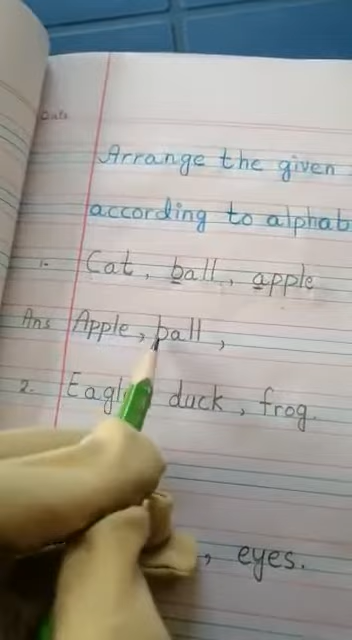 Date
Arrange the given
according to alphab
1. Cat, ball, apple
Ans Apple, ball,
2. Eagl duck, frog.
, eyes.